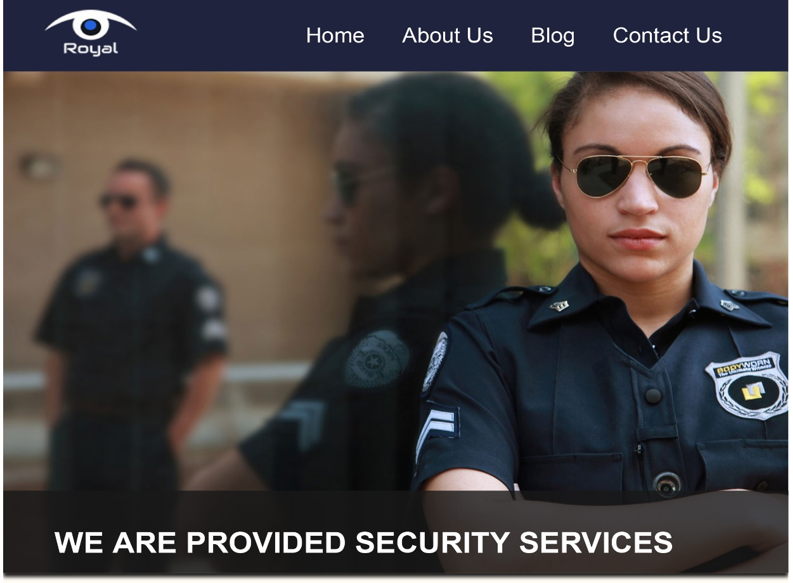 Royal
Home
About Us
Blog
Contact Us
BODYWORN
WE ARE PROVIDED SECURITY SERVICES